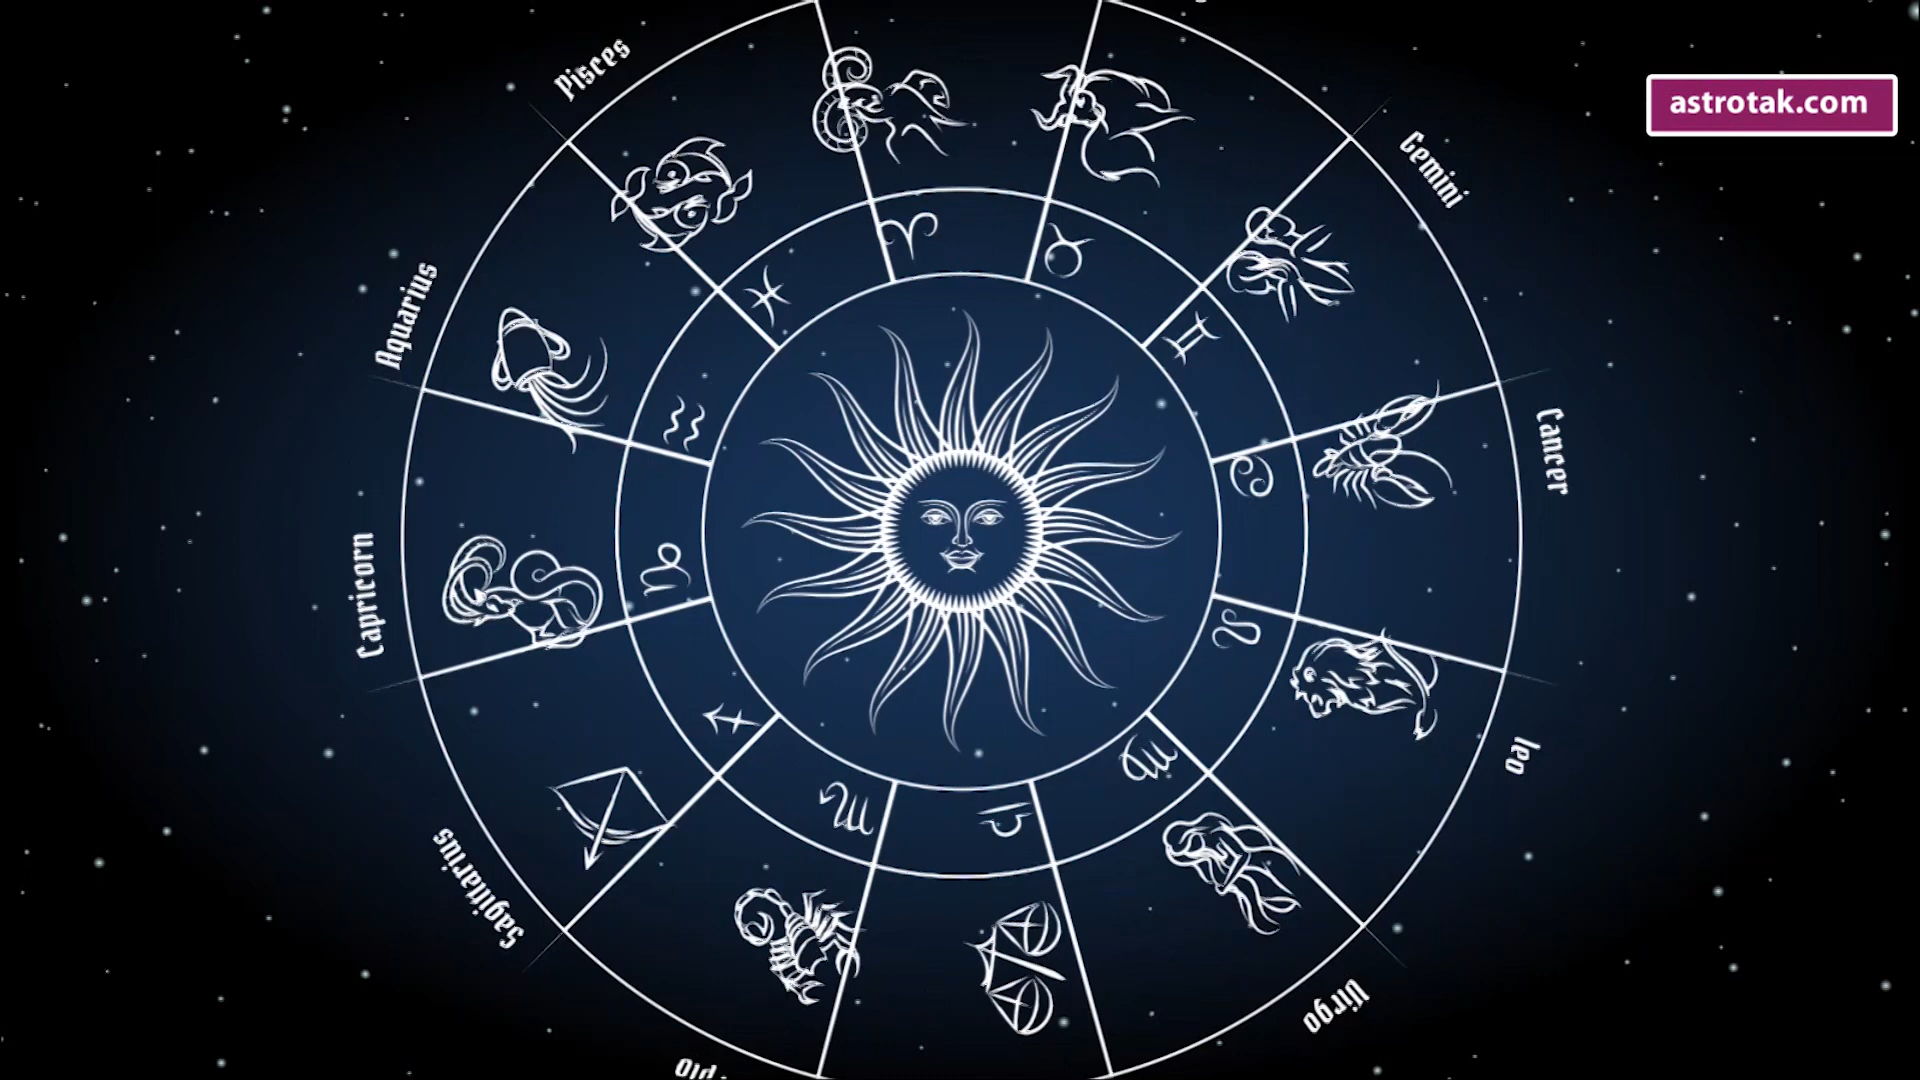 astrotak.com
Pisces
Gemini
Aquarius
Cancer
Capricorn
leo
Sagittarius
Virgo